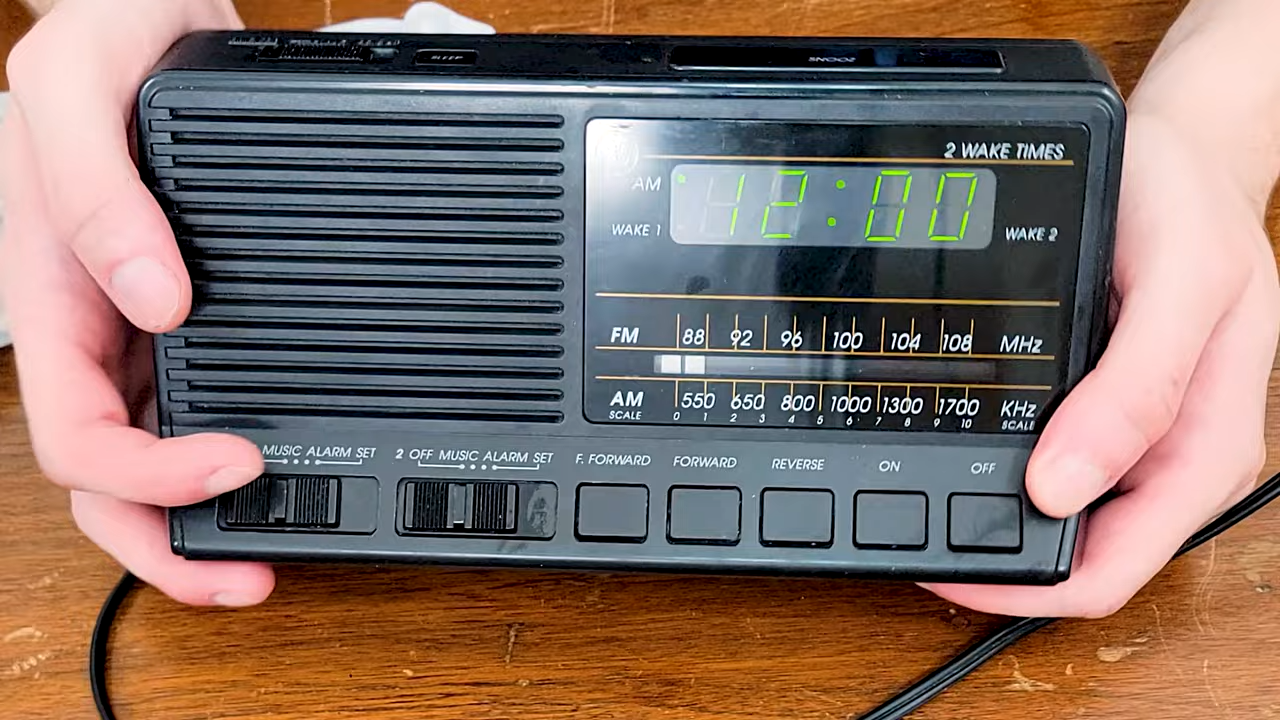 SLEEP
SNOOZ
2 WAKE TIMES
AM
12:00
WAKE 1
WAKE 2
FM 88 92 96 100 104 108 MHz
AM 550 650 800 1000 1300 1700 KHz
SCALE 0 1 2 3 4 5 6 7 8 9 10 SCALE
MUSIC ALARM SET
2 OFF MUSIC ALARM SET
F. FORWARD
FORWARD
REVERSE
ON
OFF